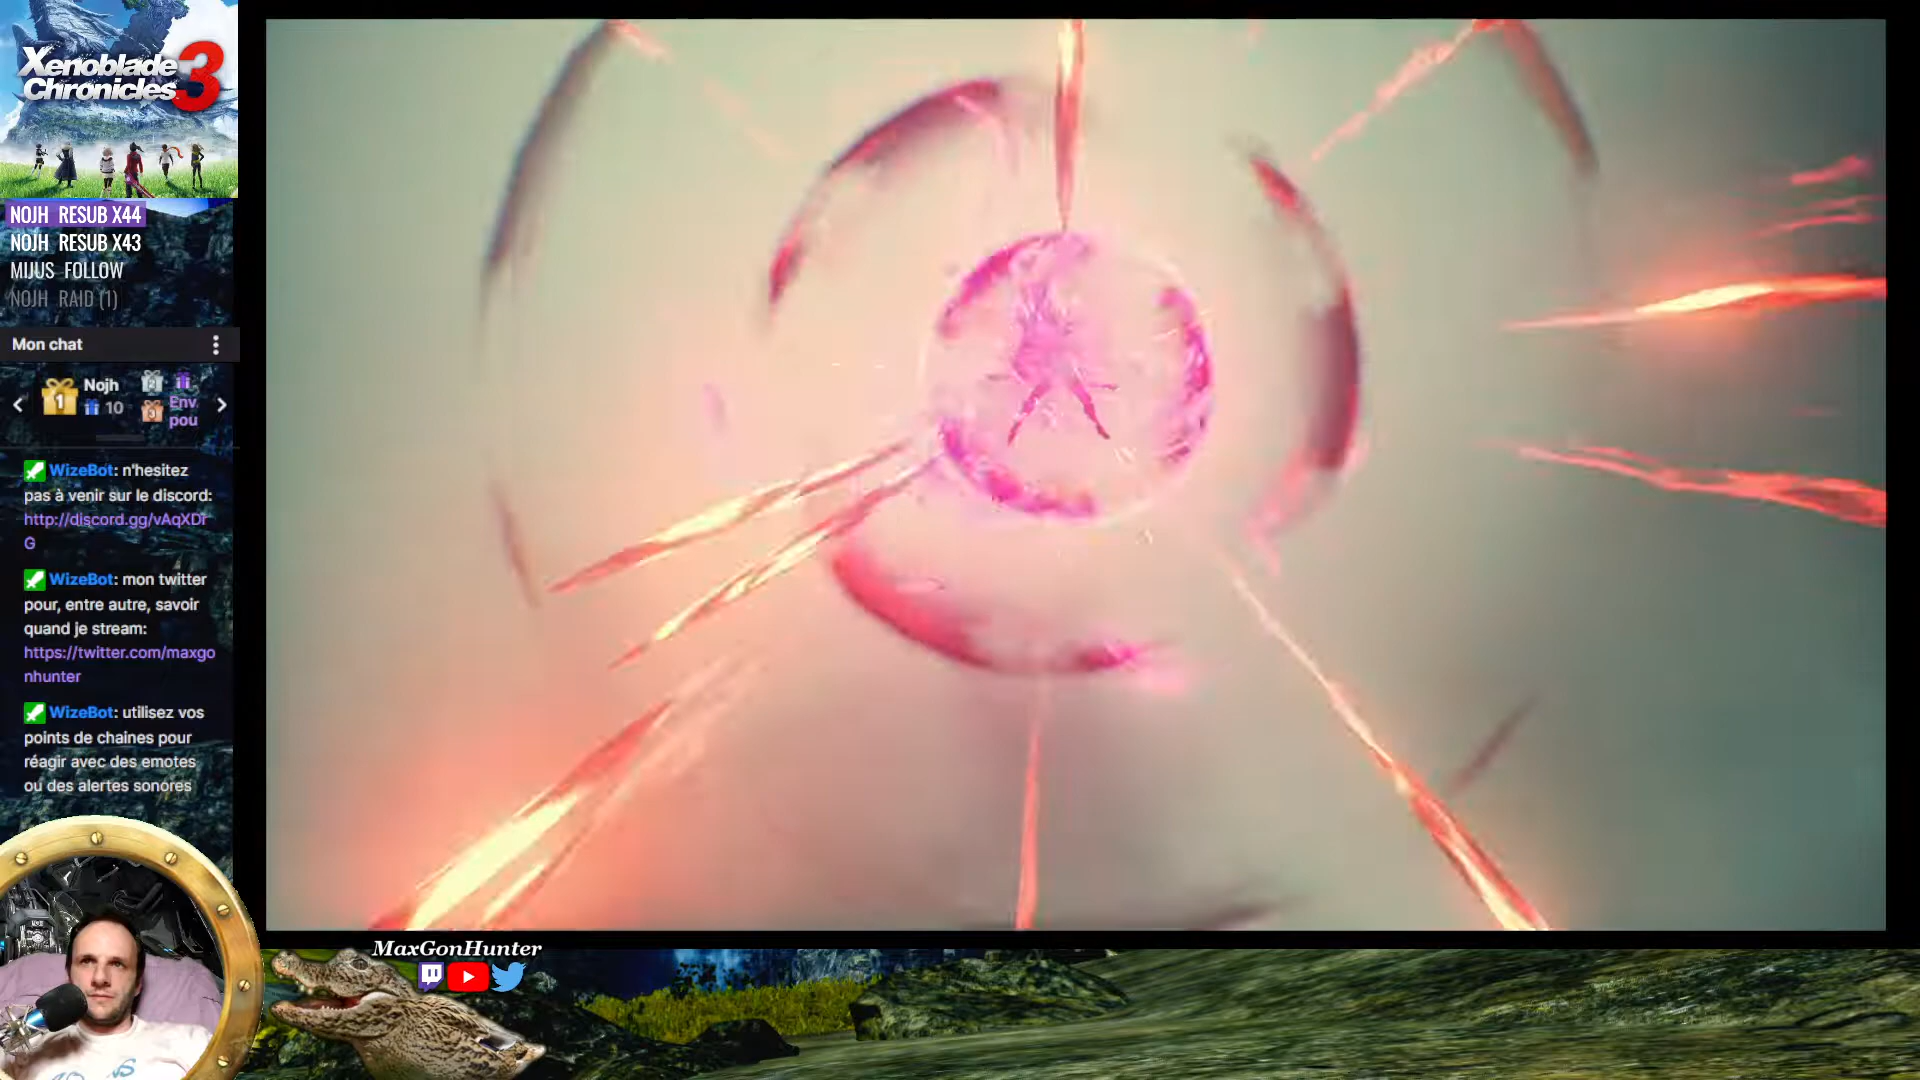 Xenoblade
Chronicles 3
NOJH RESUB X44
NOJH RESUB X43
MIJUS FOLLOW
NOJH RAID (1)
Mon chat
1
Nojh
10
2
3
Env
pou
WizeBot: n'hesitez
pas à venir sur le discord:
http://discord.gg/vAqXDr
G
WizeBot: mon twitter
pour, entre autre, savoir
quand je stream:
https://twitter.com/maxgo
nhunter
WizeBot: utilisez vos
points de chaines pour
réagir avec des emotes
ou des alertes sonores
MaxGonHunter